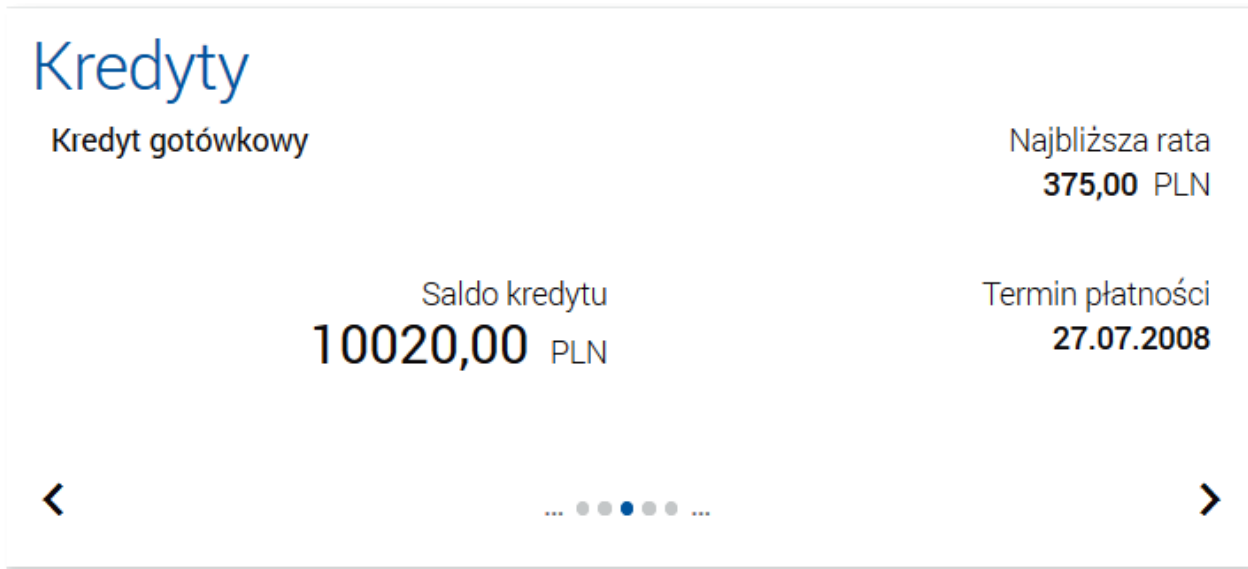 Kredyty
Kredyt gotówkowy
Najbliższa rata
375,00 PLN
Saldo kredytu
10020,00 PLN
Termin płatności
27.07.2008
... ...